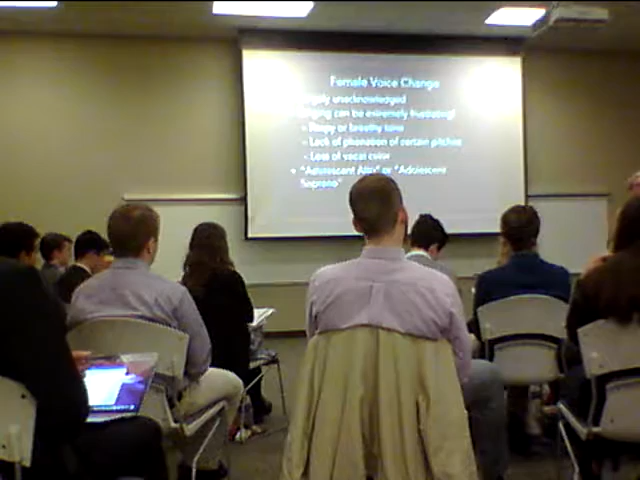 Female Voice Change
unacknowledged
can be extremely frustrating!
- Raspy or breathy tone
- Lack of phonation of certain pitches
- Loss of vocal color
"Adolescent Alto" or "Adolescent
Soprano"